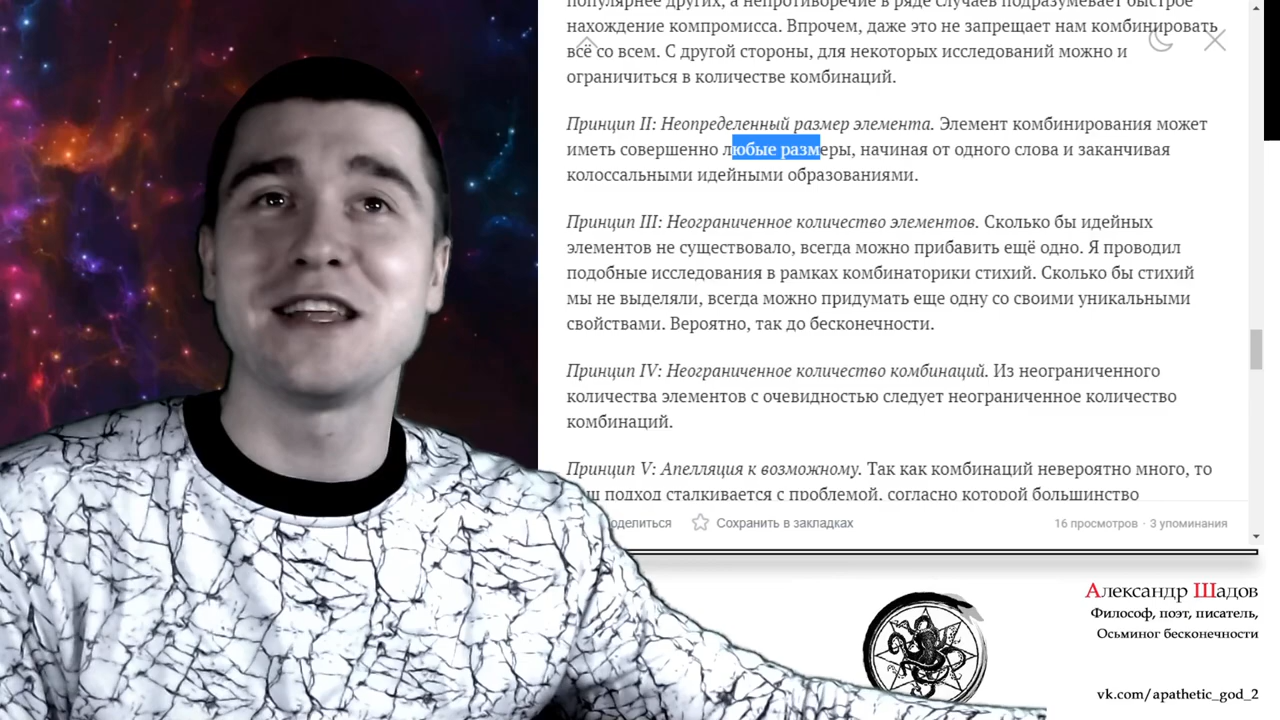 популярнее других, а непротиворечие в ряде случаев подразумевает быстрое
нахождение компромисса. Впрочем, даже это не запрещает нам комбинировать
всё со всем. С другой стороны, для некоторых исследований можно и
ограничиться в количестве комбинаций.
Принцип II: Неопределенный размер элемента. Элемент комбинирования может
иметь совершенно любые размеры, начиная от одного слова и заканчивая
колоссальными идейными образованиями.
Принцип III: Неограниченное количество элементов. Сколько бы идейных
элементов не существовало, всегда можно прибавить ещё одно. Я проводил
подобные исследования в рамках комбинаторики стихий. Сколько бы стихий
мы не выделяли, всегда можно придумать еще одну со своими уникальными
свойствами. Вероятно, так до бесконечности.
Принцип IV: Неограниченное количество комбинаций. Из неограниченного
количества элементов с очевидностью следует неограниченное количество
комбинаций.
Принцип V: Апелляция к возможному. Так как комбинаций невероятно много, то
подход сталкивается с проблемой, согласно которой большинство
Сохранить в закладках
16 просмотров · 3 упоминания
Александр Шадов
Философ, поэт, писатель,
Осьминог бесконечности
vk.com/apathetic_god_2